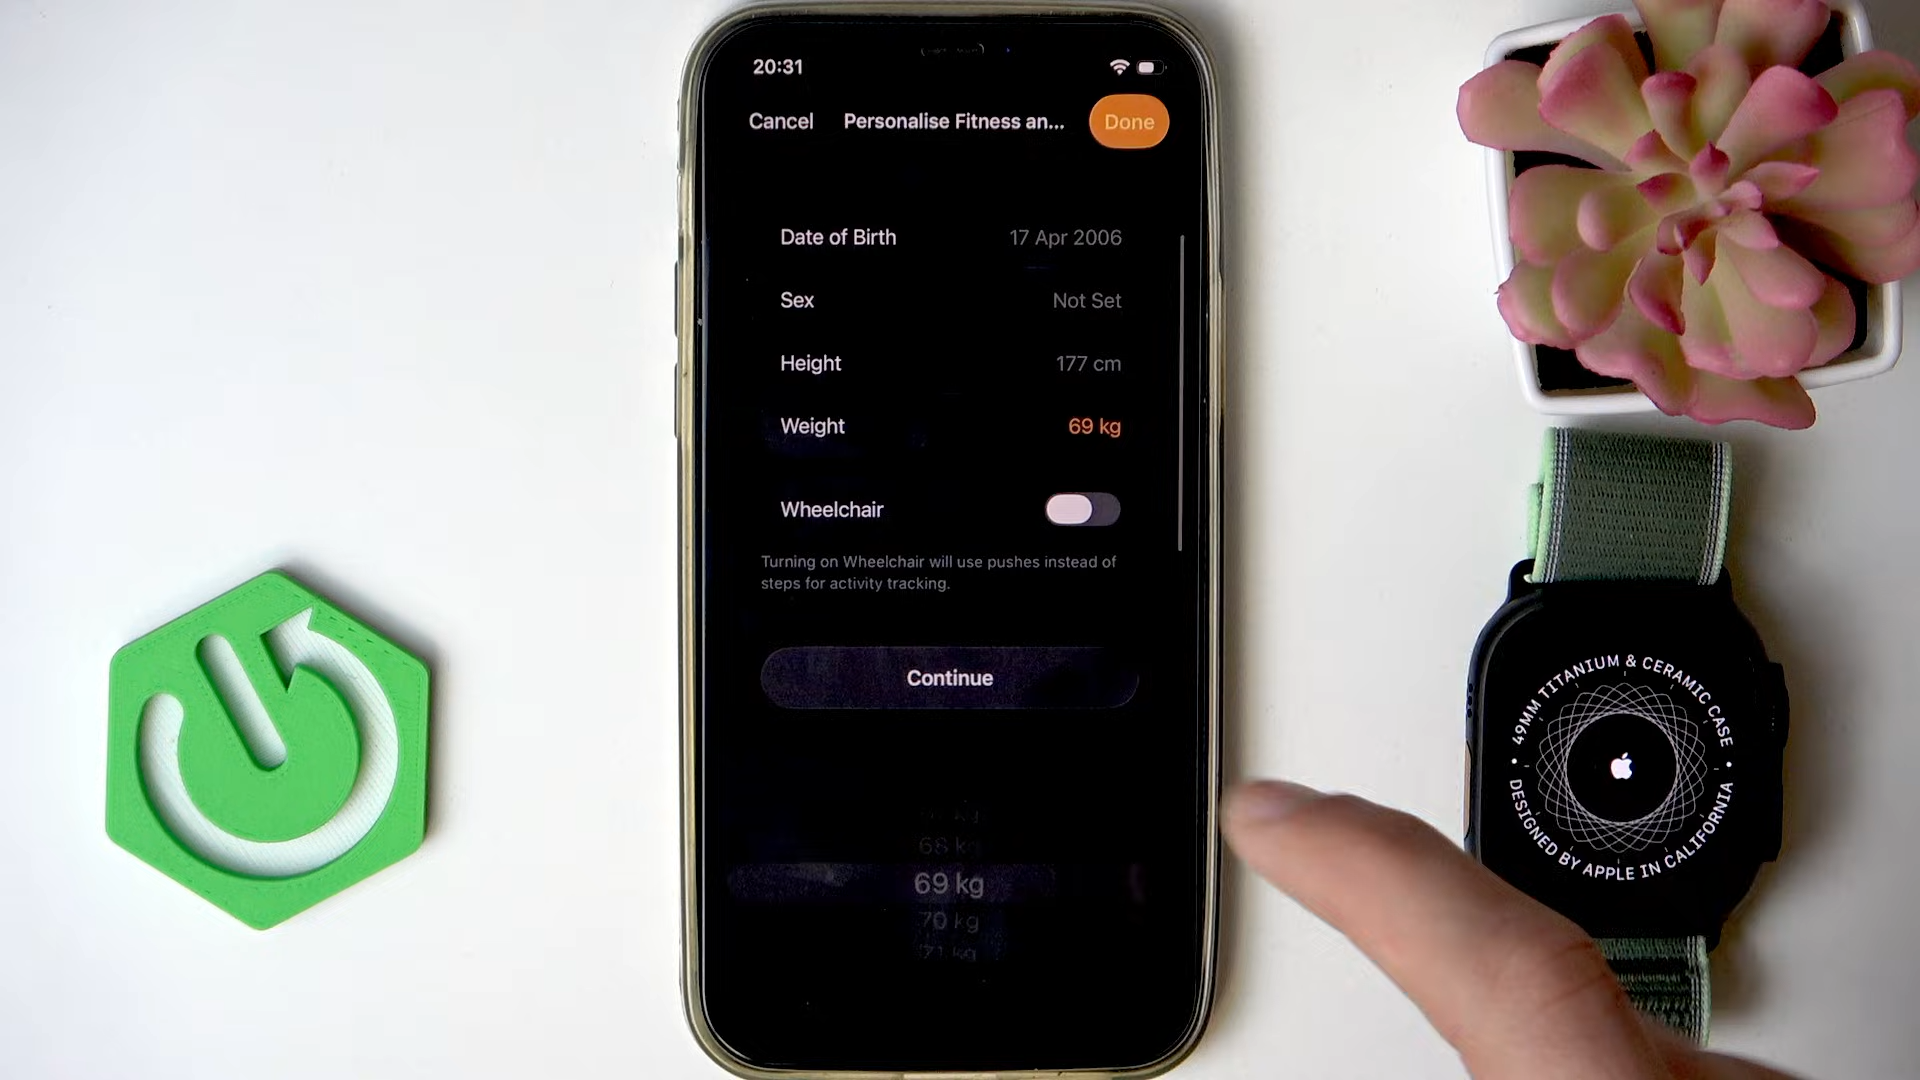 20:31
Cancel Personalise Fitness an... Done
Date of Birth 17 Apr 2006
Sex Not Set
Height 177 cm
Weight 69 kg
Wheelchair
Turning on Wheelchair will use pushes instead of
steps for activity tracking.
Continue
68 kg
69 kg
70 kg
71 kg
49MM TITANIUM & CERAMIC CASE
DESIGNED BY APPLE IN CALIFORNIA